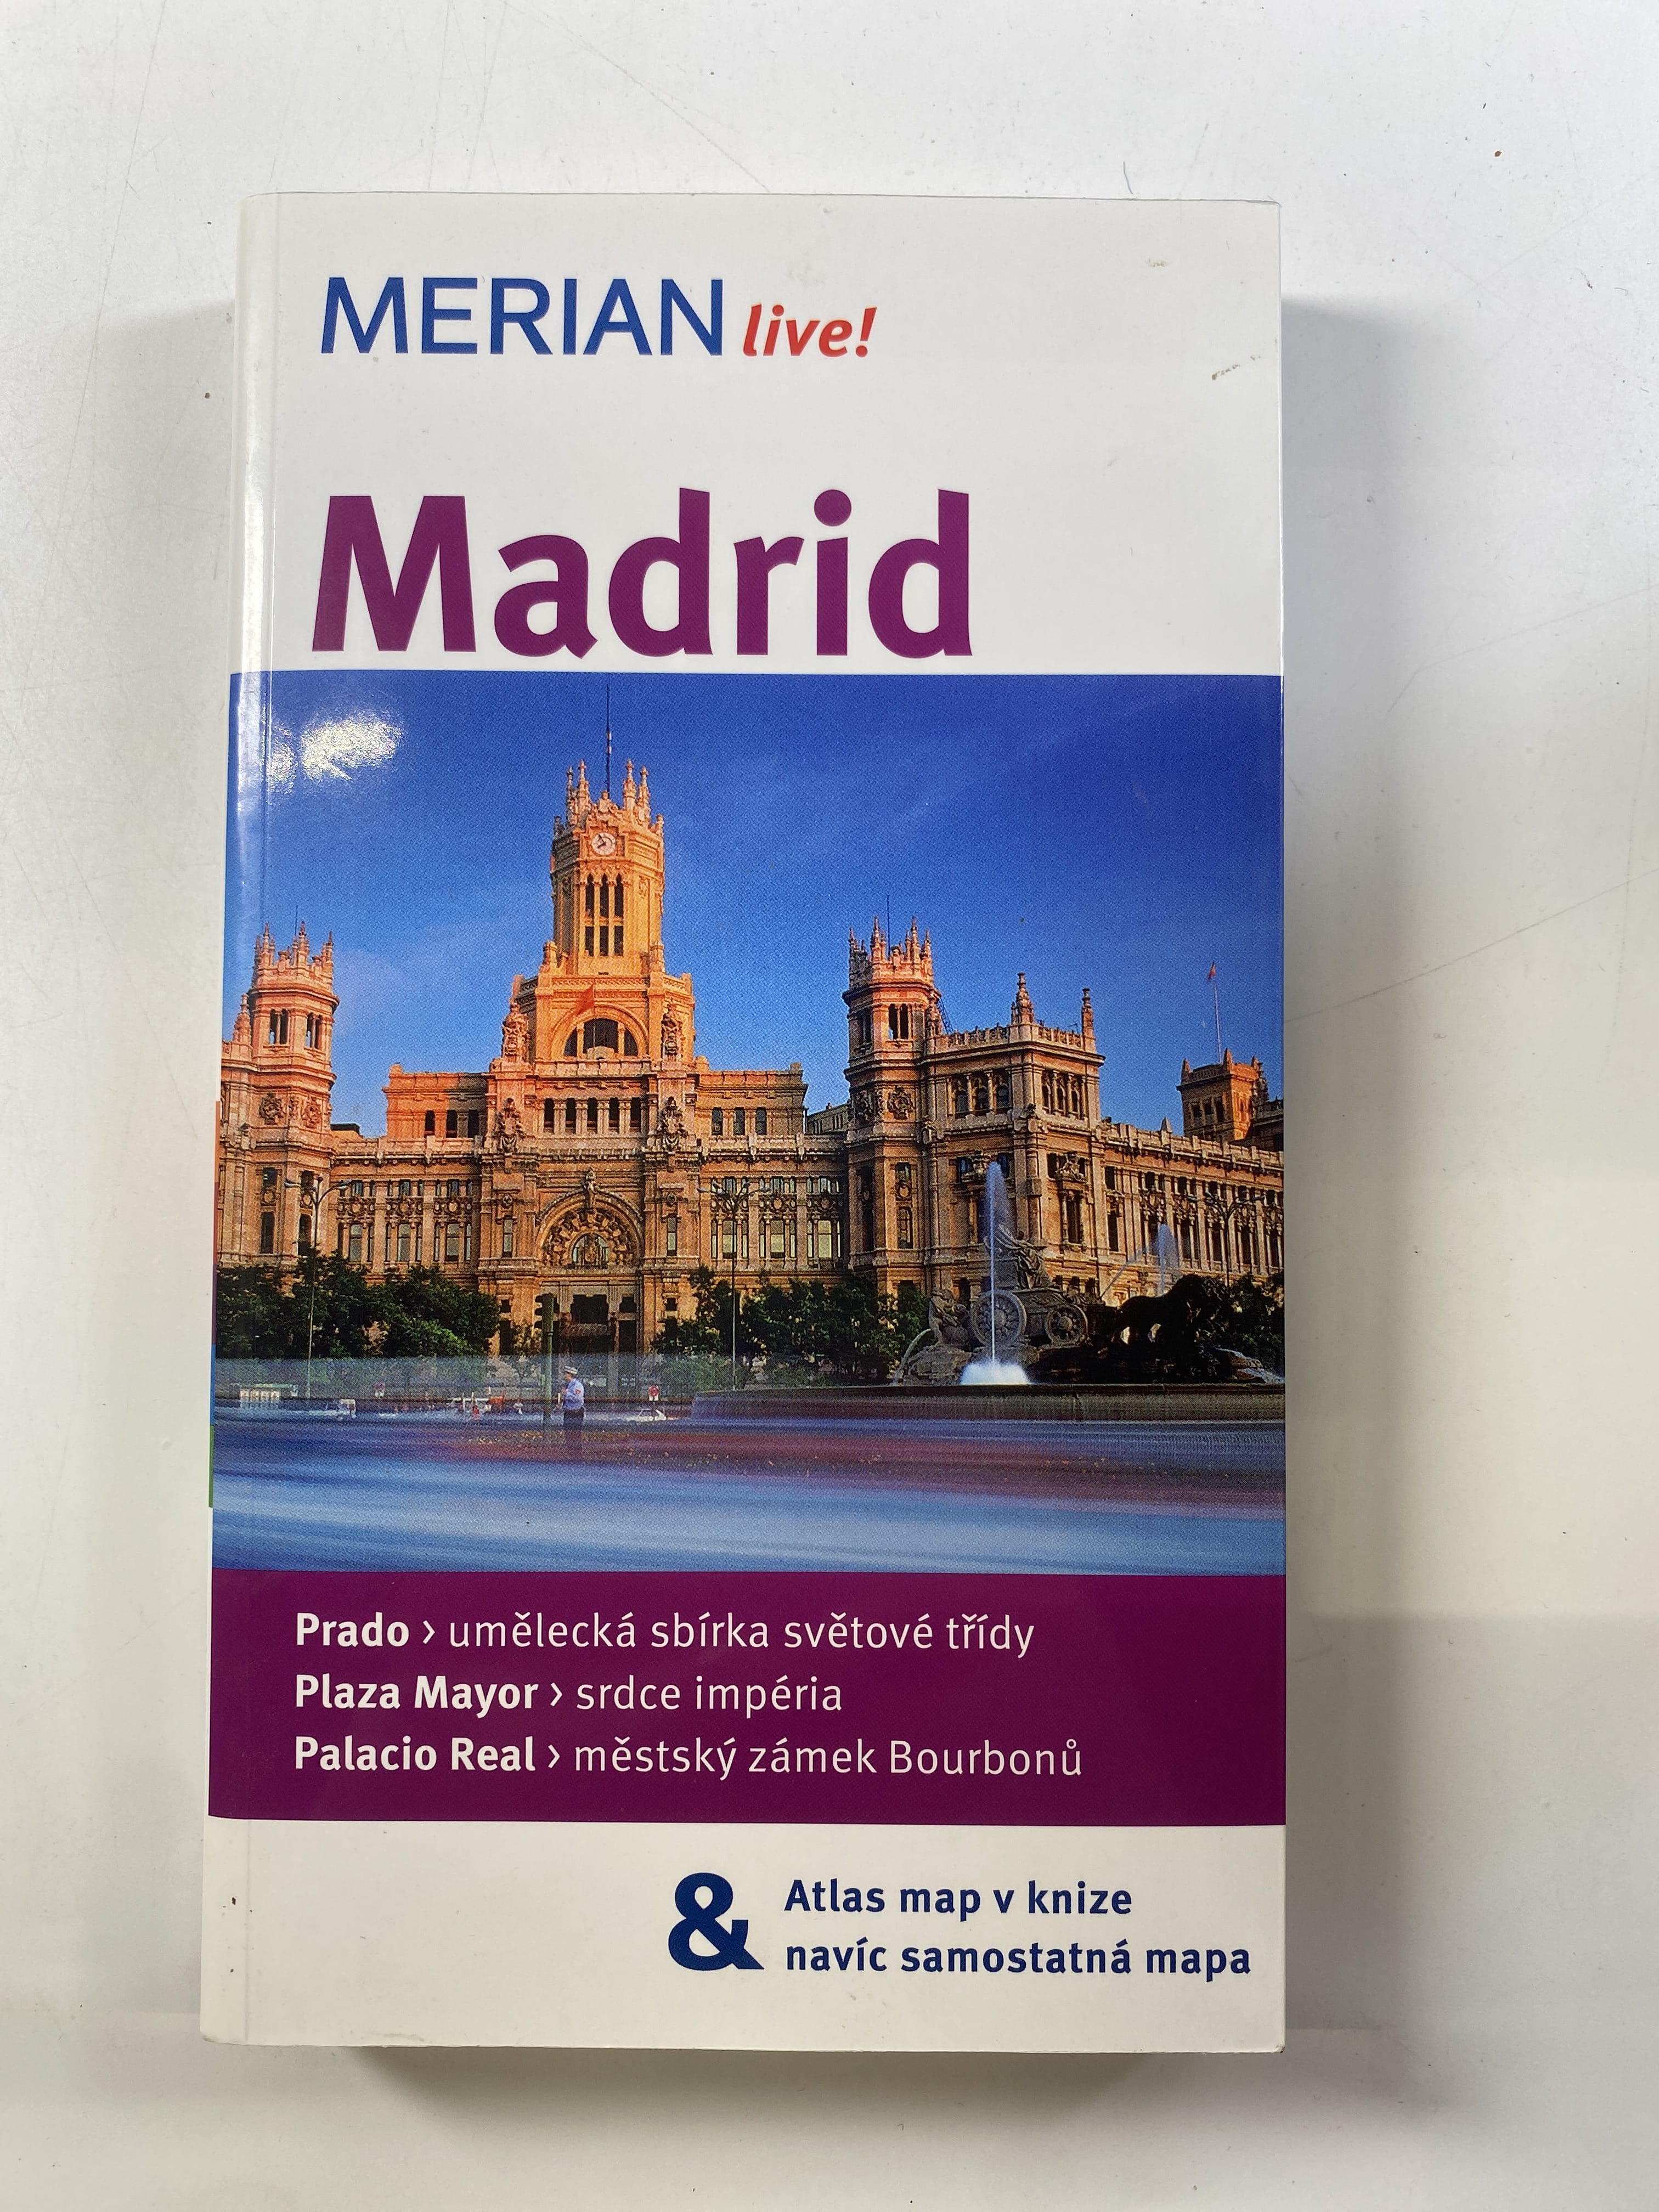 MERIAN live!
Madrid
Prado › umělecká sbírka světové třídy
Plaza Mayor › srdce impéria
Palacio Real › městský zámek Bourbonů
& Atlas map v knize
navíc samostatná mapa